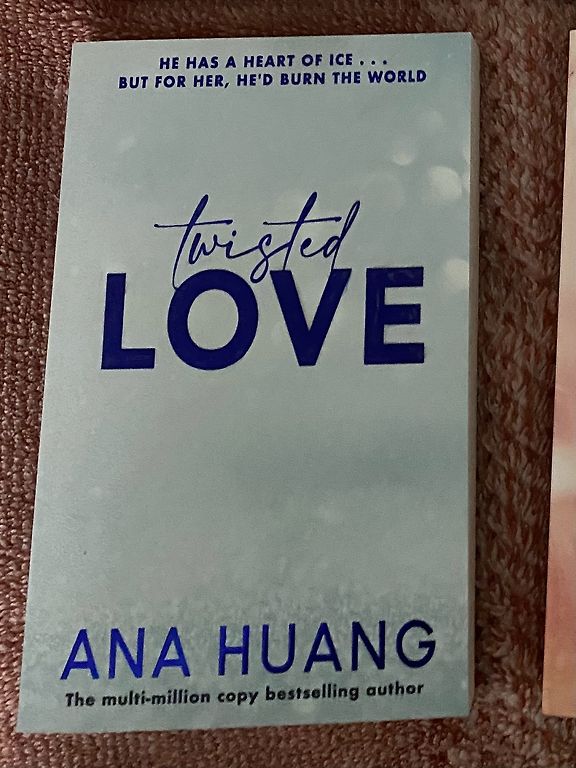 HE HAS A HEART OF ICE . . .
BUT FOR HER, HE'D BURN THE WORLD
twisted
LOVE
ANA HUANG
The multi-million copy bestselling author